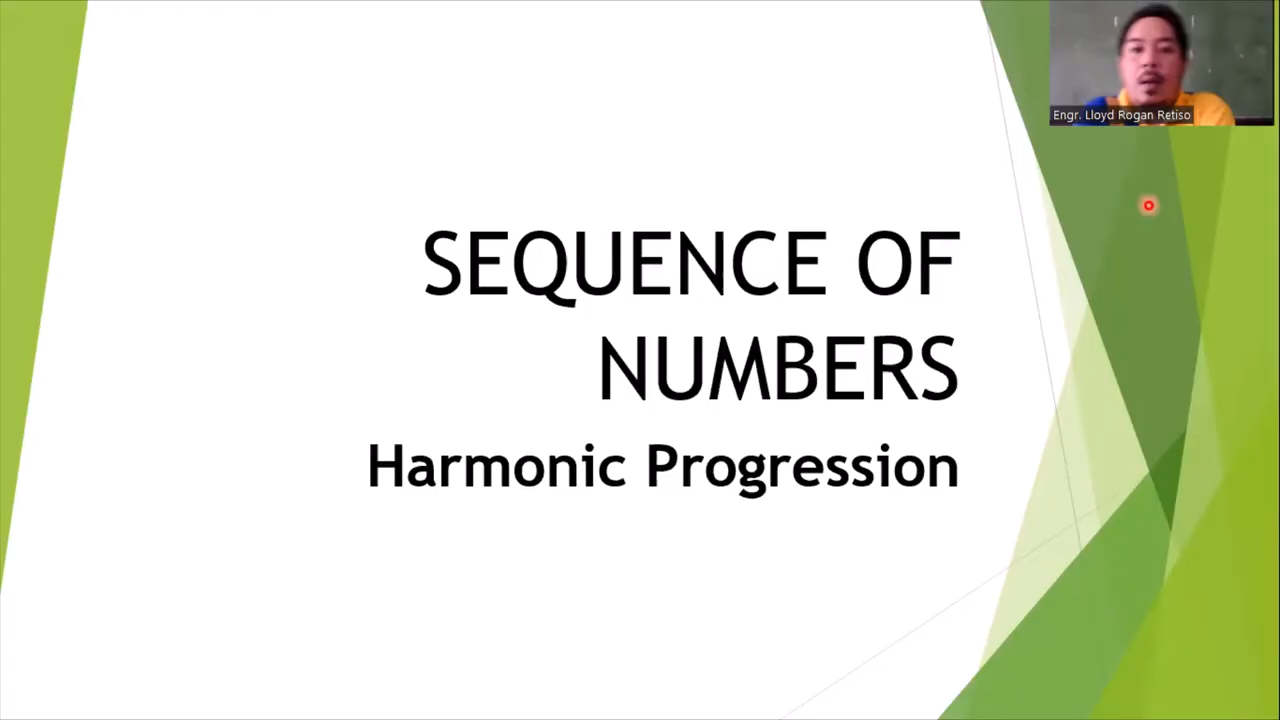 Engr. Lloyd Rogan Retiso
SEQUENCE OF
NUMBERS
Harmonic Progression